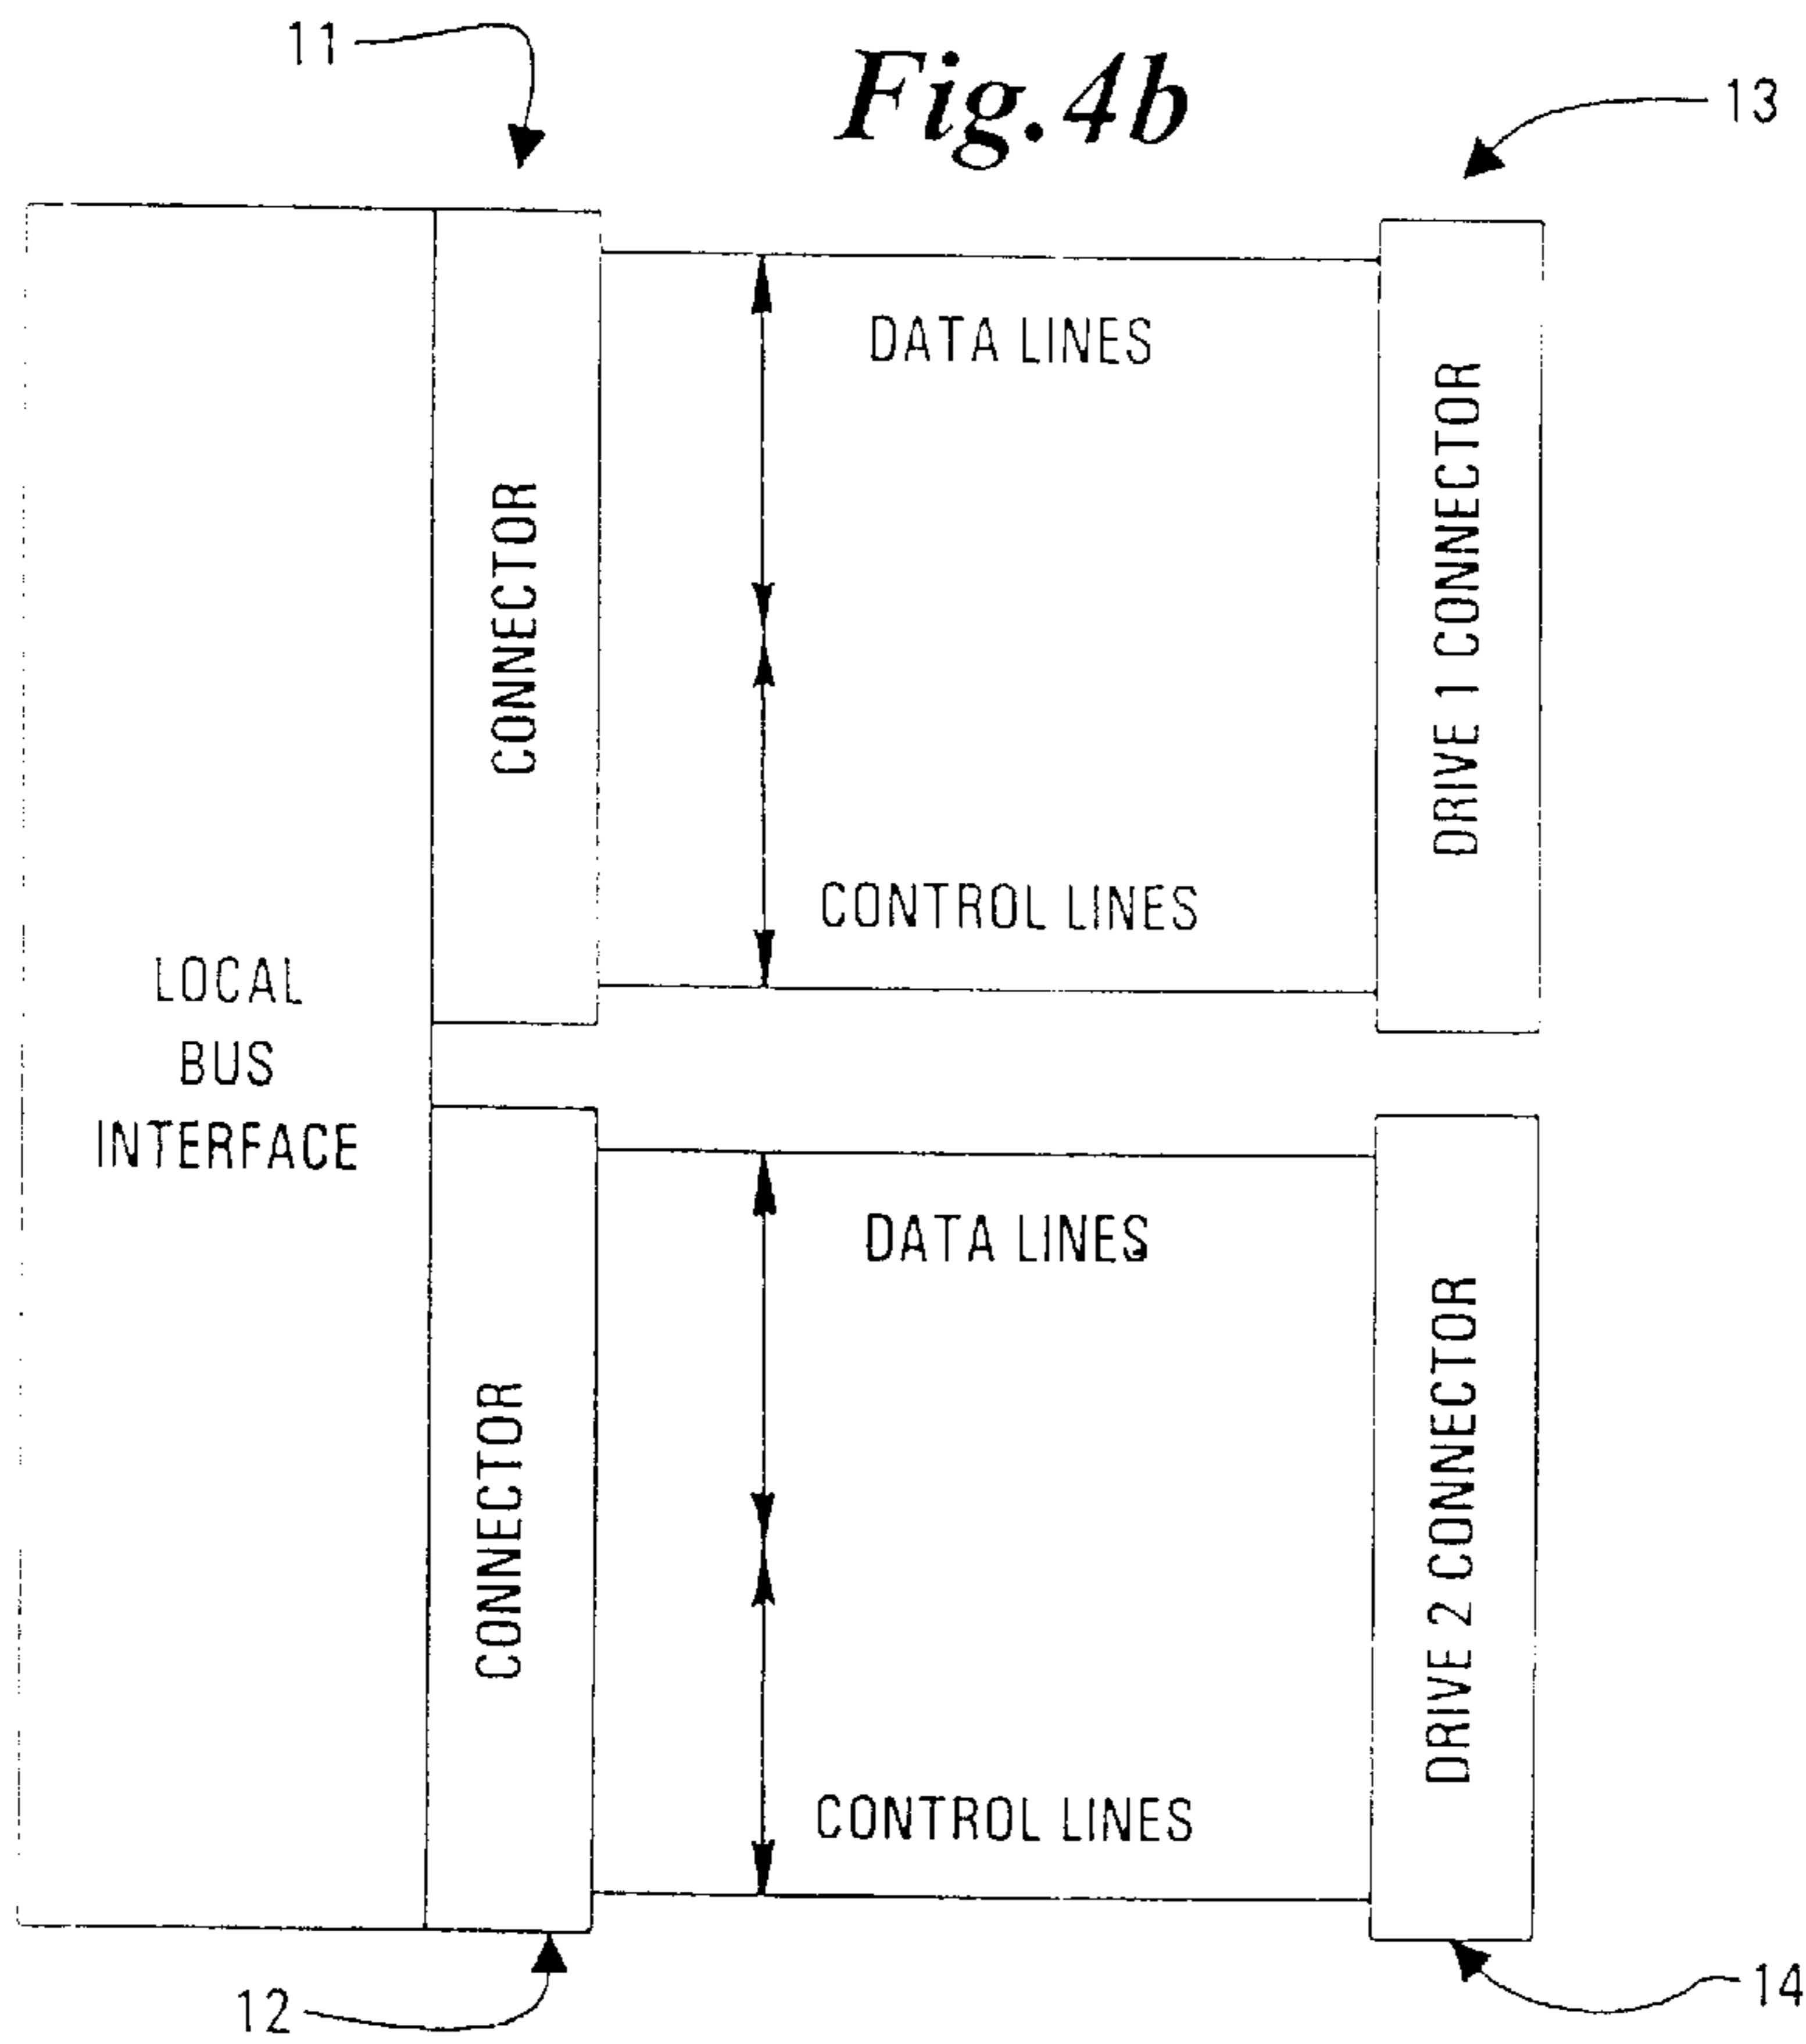 11
Fig.4b
13
DATA LINES
CONNECTOR
DRIVE 1 CONNECTOR
CONTROL LINES
LOCAL
BUS
INTERFACE
DATA LINES
CONNECTOR
DRIVE 2 CONNECTOR
CONTROL LINES
12
14